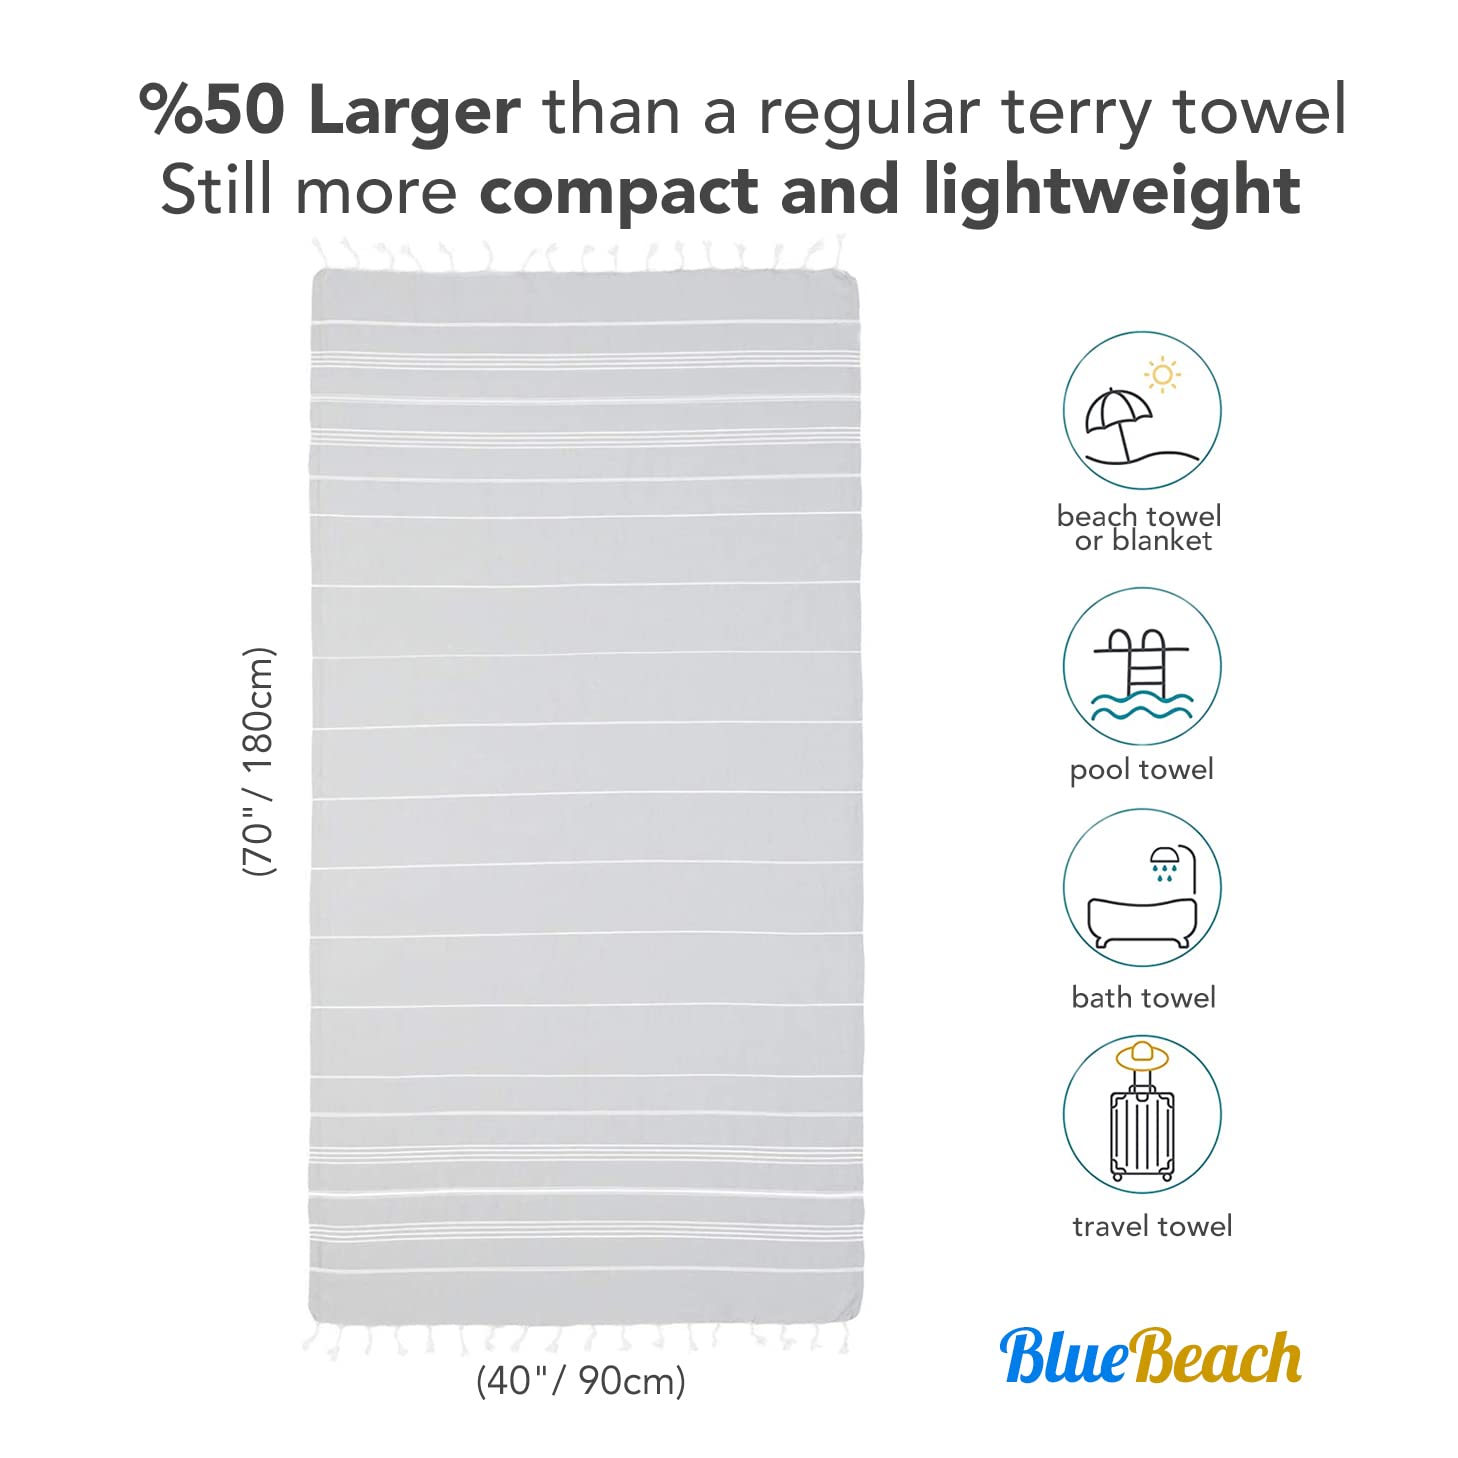 %50 Larger than a regular terry towel
Still more compact and lightweight
beach towel
or blanket
pool towel
(70"/ 180cm)
bath towel
travel towel
BlueBeach
(40"/ 90cm)